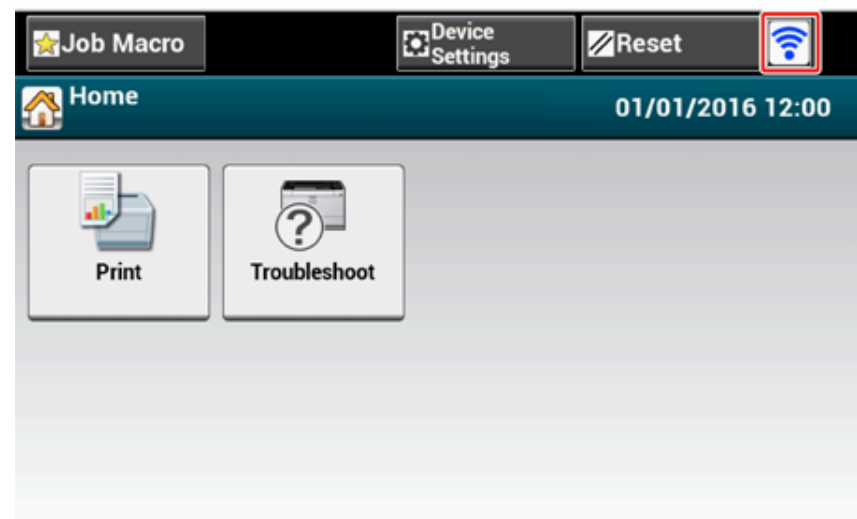 Job Macro
Device
Settings
Reset
Home
01/01/2016 12:00
Print
Troubleshoot